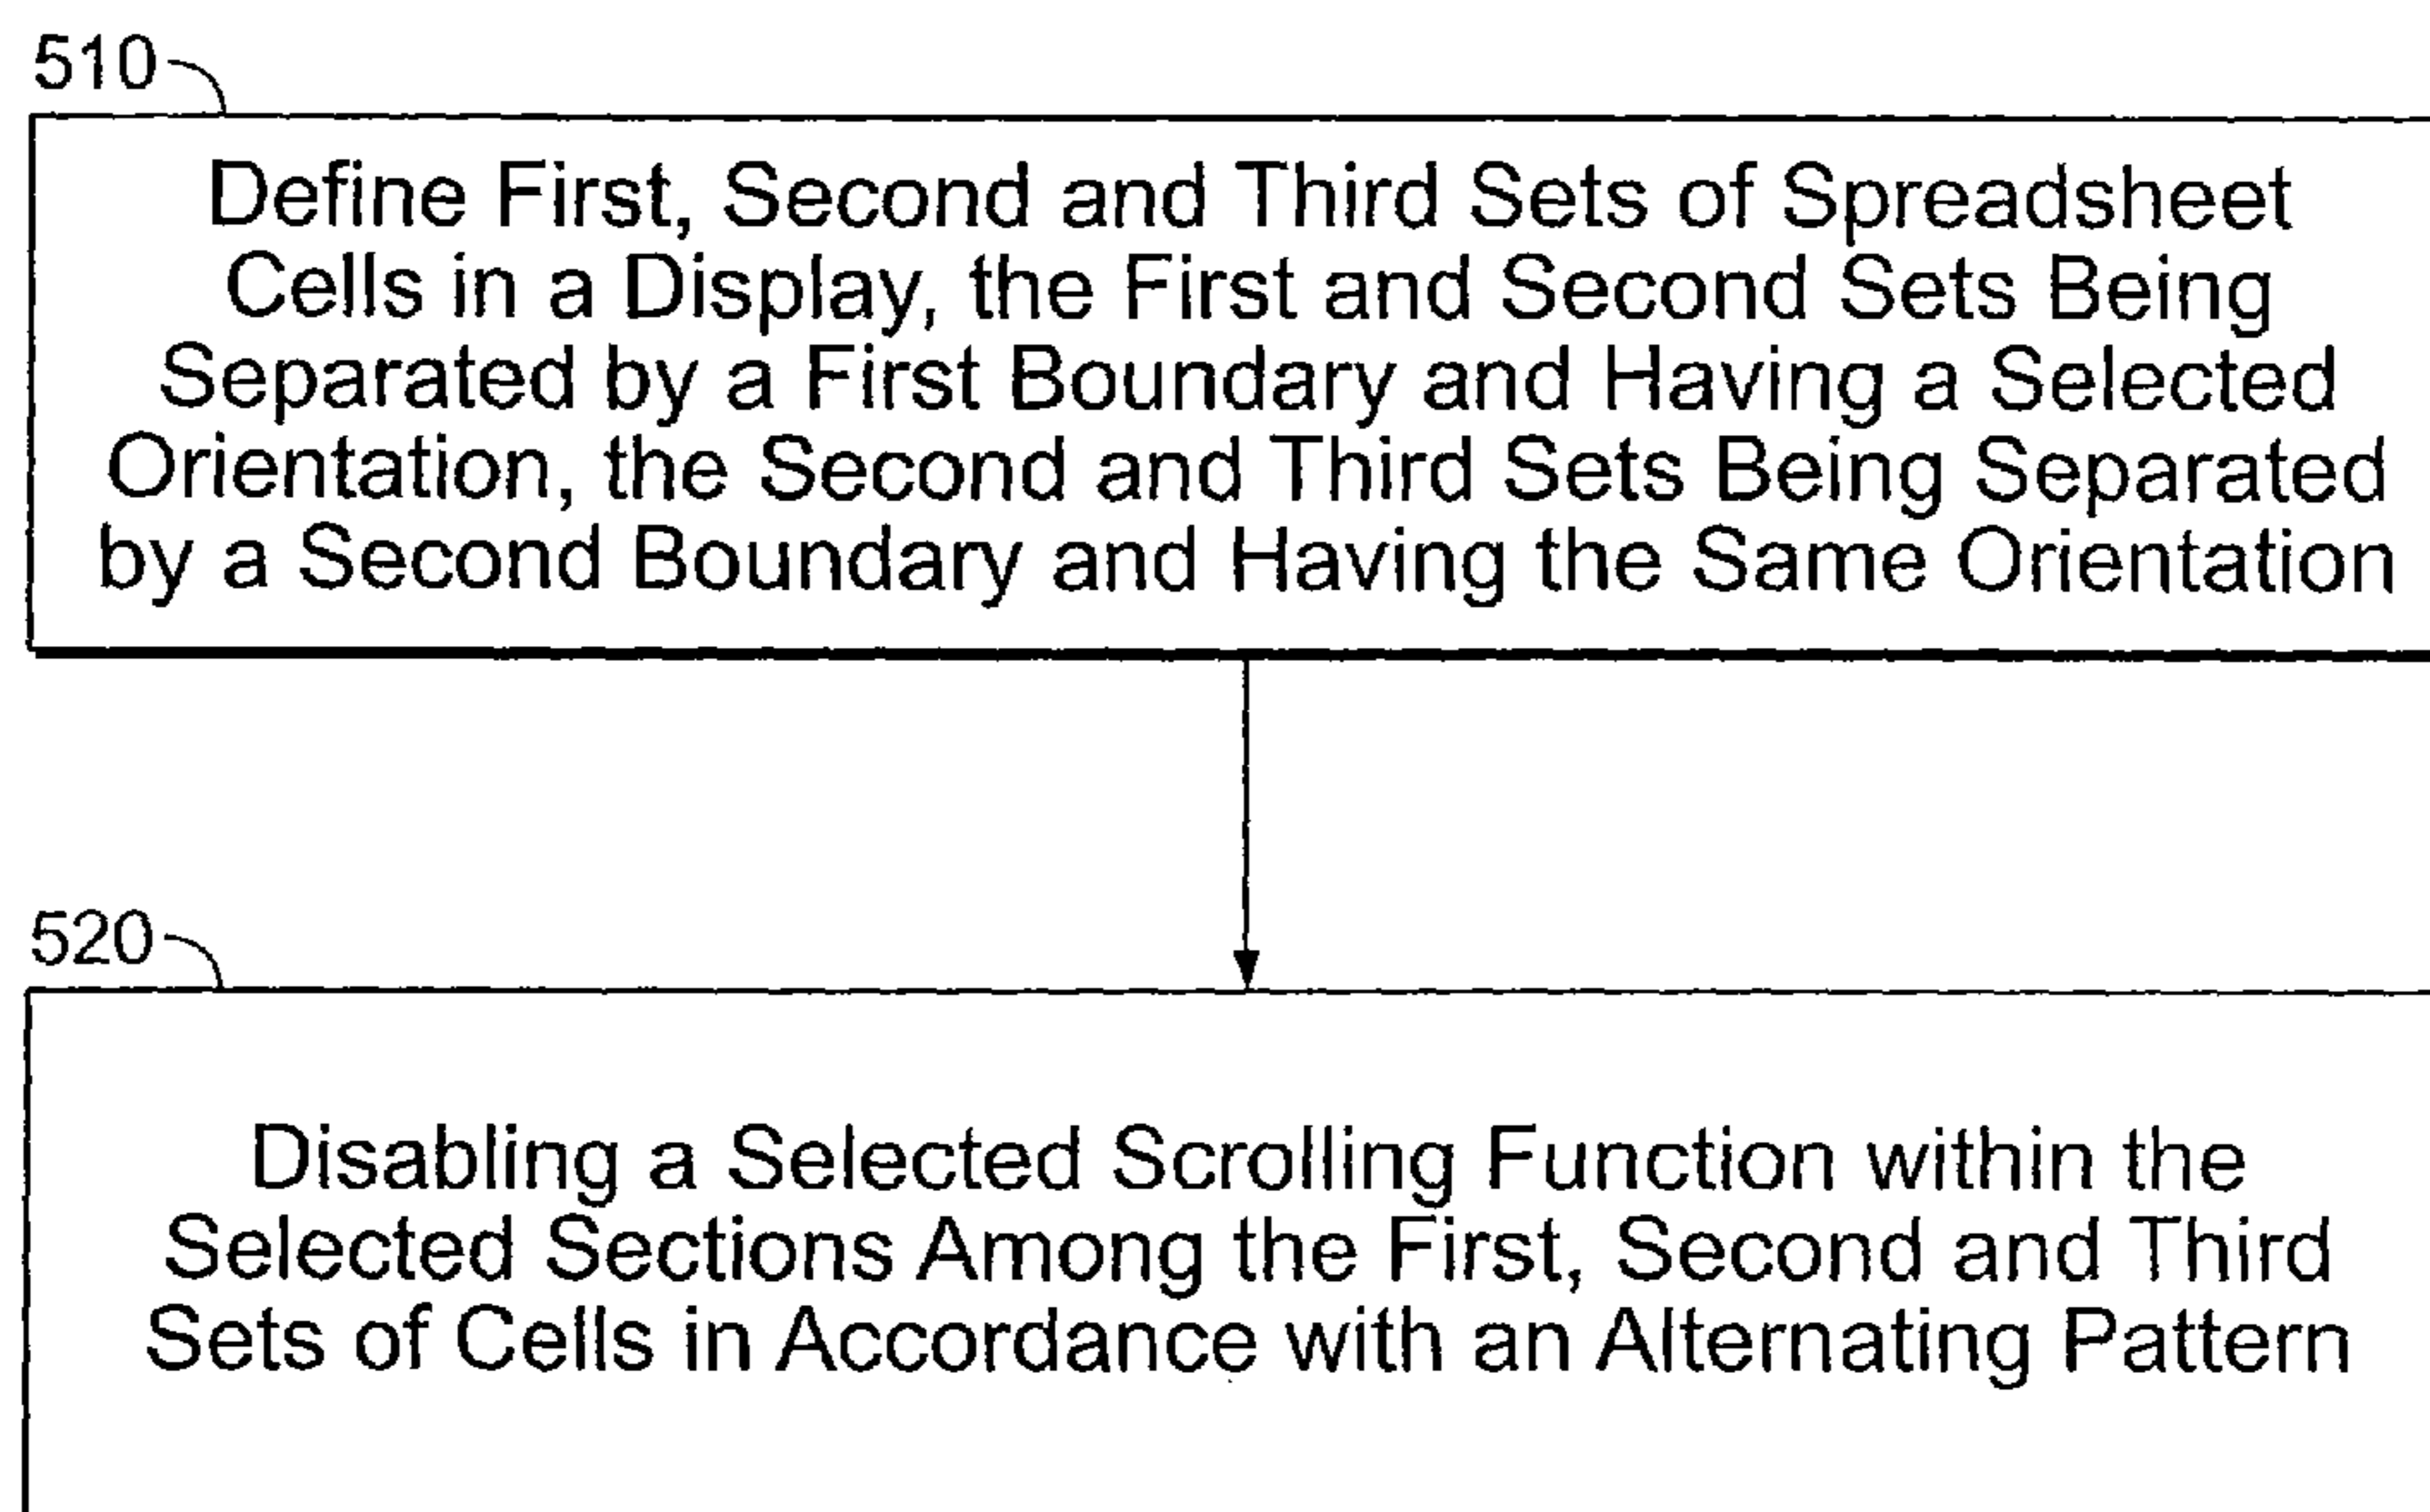 510
Define First, Second and Third Sets of Spreadsheet
Cells in a Display, the First and Second Sets Being
Separated by a First Boundary and Having a Selected
Orientation, the Second and Third Sets Being Separated
by a Second Boundary and Having the Same Orientation
520
Disabling a Selected Scrolling Function within the
Selected Sections Among the First, Second and Third
Sets of Cells in Accordance with an Alternating Pattern